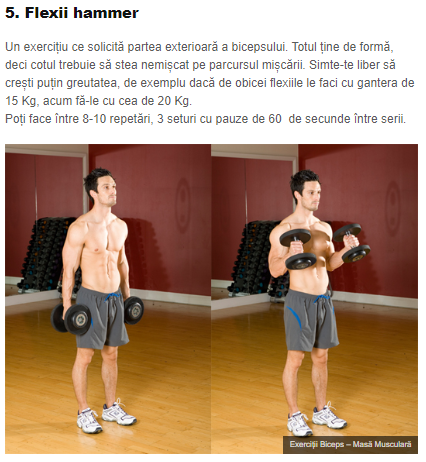 5. Flexii hammer
Un exercițiu ce solicită partea exterioară a bicepsului. Totul ține de formă,
deci cotul trebuie să stea nemișcat pe parcursul mișcării. Simte-te liber să
crești puțin greutatea, de exemplu dacă de obicei flexiile le faci cu gantera de
15 Kg, acum fă-le cu cea de 20 Kg.
Poți face între 8-10 repetări, 3 seturi cu pauze de 60 de secunde între serii.
Exerciții Biceps – Masă Musculară